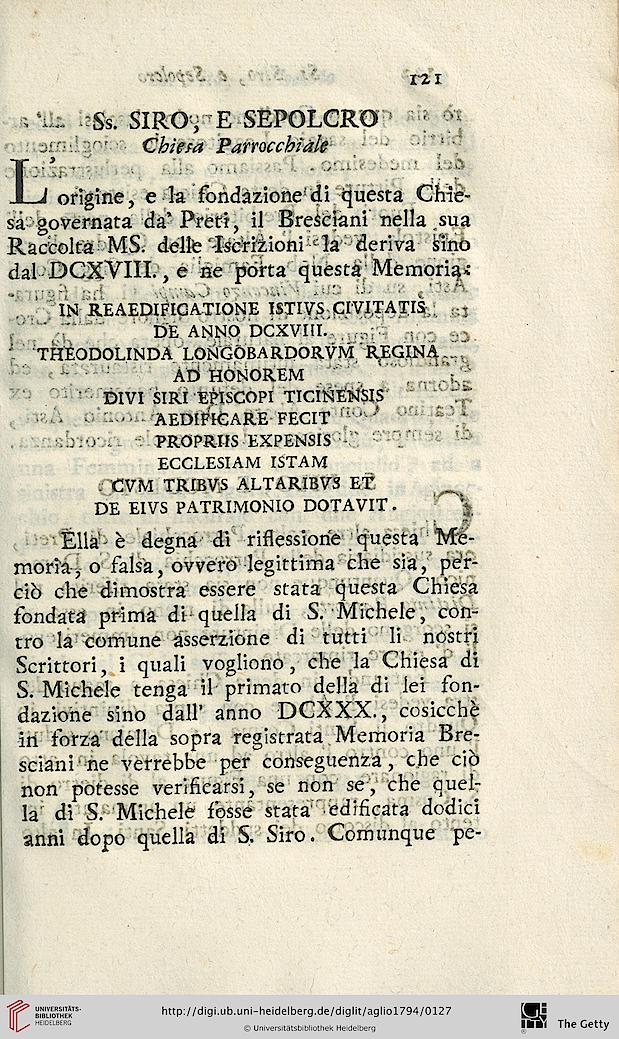 121
Ss. SIRO, E SEPOLCRO
Chiesa Parrocchiale
L' origine, e la fondazione di questa Chie-
sa governata da' Preti, il Bresciani nella sua
Raccolta MS. delle Iscrizioni la deriva sino
dal DCXVIII., e ne porta questa Memoria:
IN REAEDIFICATIONE ISTIVS CIVITATIS
DE ANNO DCXVIII.
THEODOLINDA LONGOBARDORVM REGINA
AD HONOREM
DIVI SIRI EPISCOPI TICINENSIS
AEDIFICARE FECIT
PROPRIIS EXPENSIS
ECCLESIAM ISTAM
CVM TRIBVS ALTARIBVS ET
DE EIVS PATRIMONIO DOTAVIT.
Ella è degna di riflessione questa Me-
moria, o falsa, ovvero legittima che sia, per-
ciò che dimostra essere stata questa Chiesa
fondata prima di quella di S. Michele, con-
tro la comune asserzione di tutti li nostri
Scrittori, i quali vogliono, che la Chiesa di
S. Michele tenga il primato della di lei fon-
dazione sino dall' anno DCXXX., cosicchè
in forza della sopra registrata Memoria Bre-
sciani ne verrebbe per conseguenza, che ciò
non potesse verificarsi, se non se, che quel-
la di S. Michele fosse stata edificata dodici
anni dopo quella di S. Siro. Comunque pe-
UNIVERSITÄTS-
BIBLIOTHEK
HEIDELBERG
http://digi.ub.uni-heidelberg.de/diglit/aglio1794/0127
© Universitätsbibliothek Heidelberg
The Getty